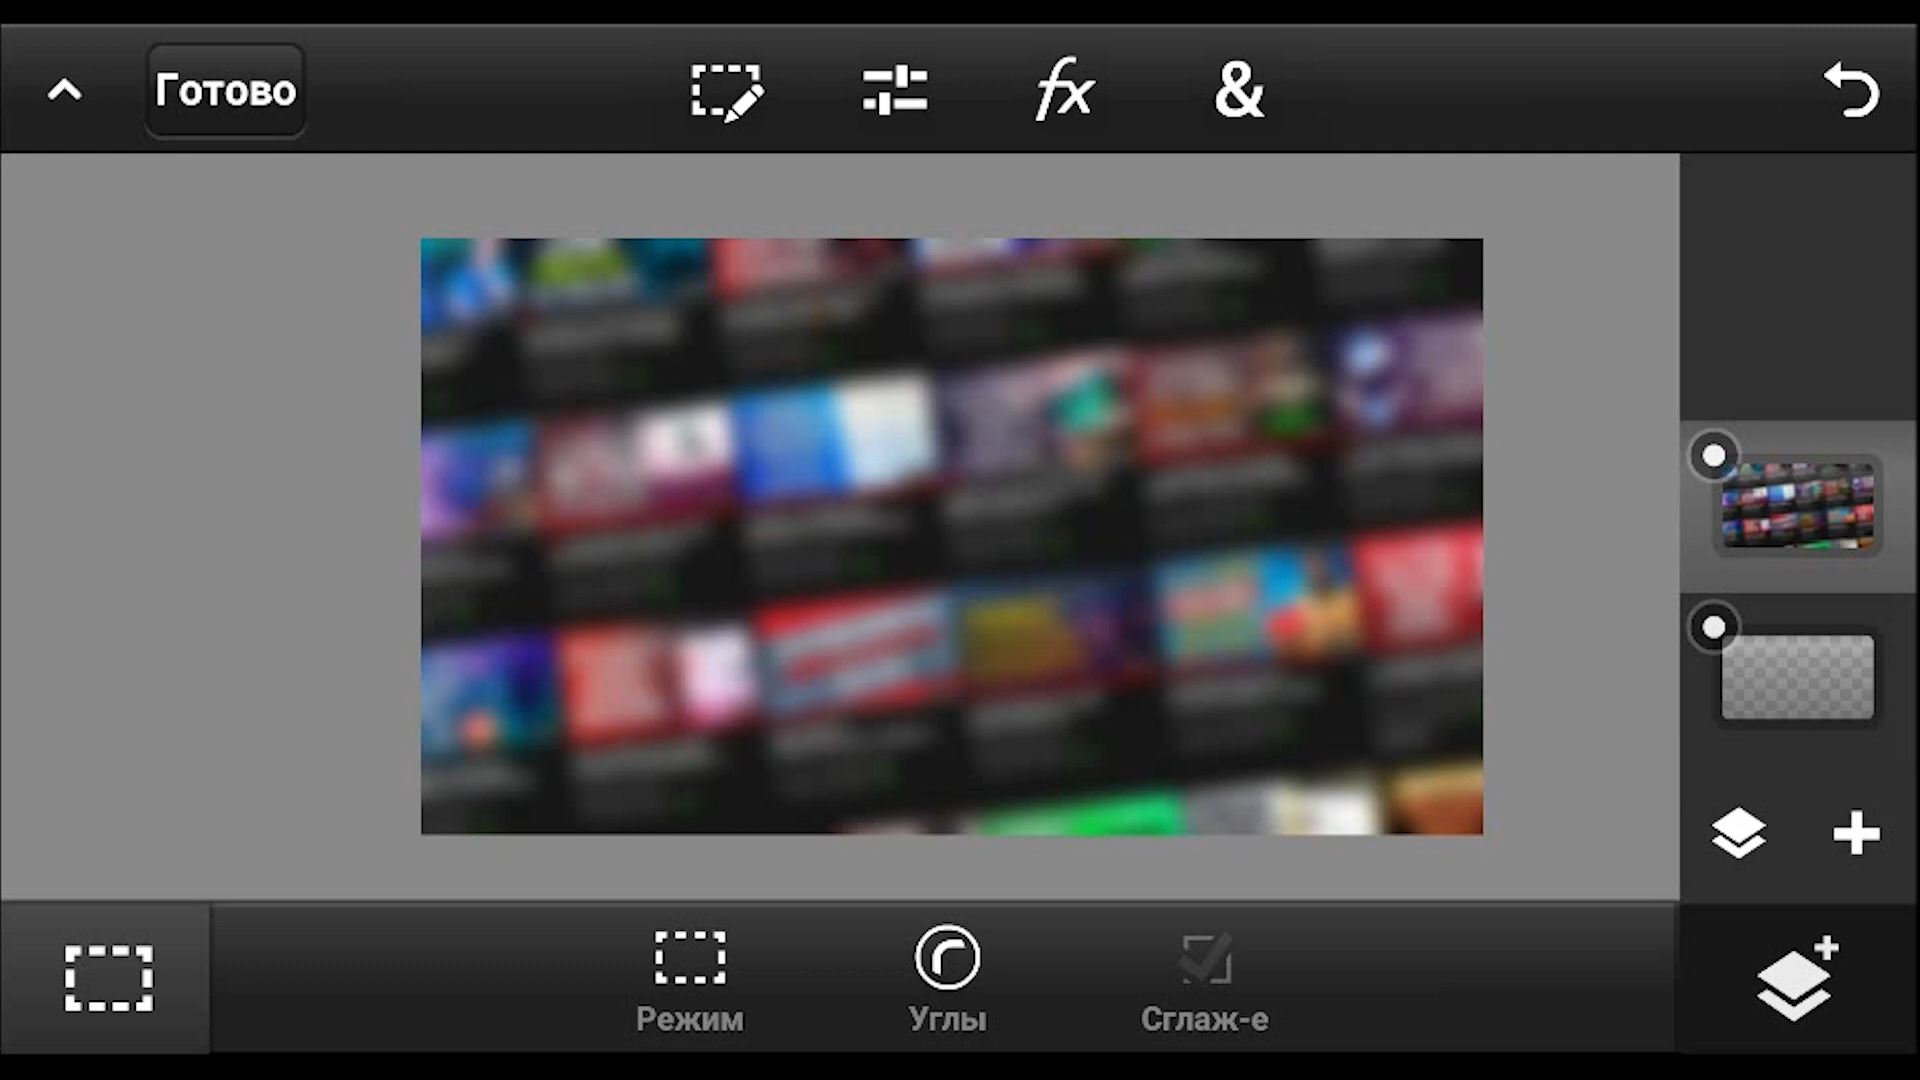 Готово
fx
&
Режим
Углы
Сглаж-е